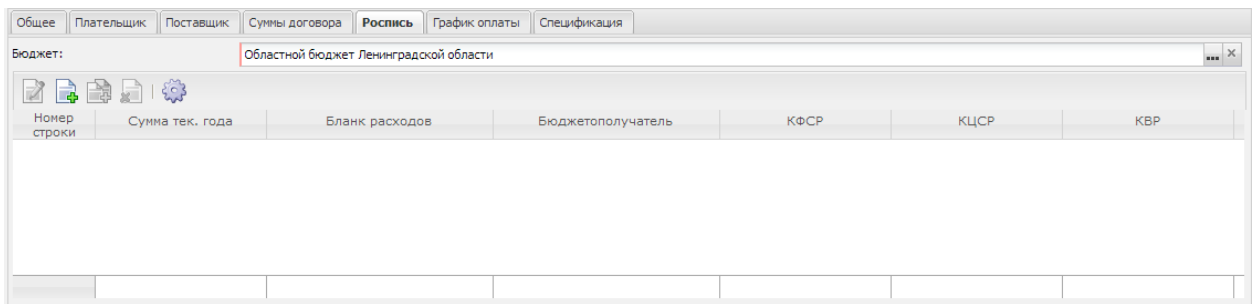 Общее Плательщик Поставщик Суммы договора Роспись График оплаты Спецификация
Бюджет: Областной бюджет Ленинградской области
Номер строки Сумма тек. года Бланк расходов Бюджетополучатель КФСР КЦСР КВР